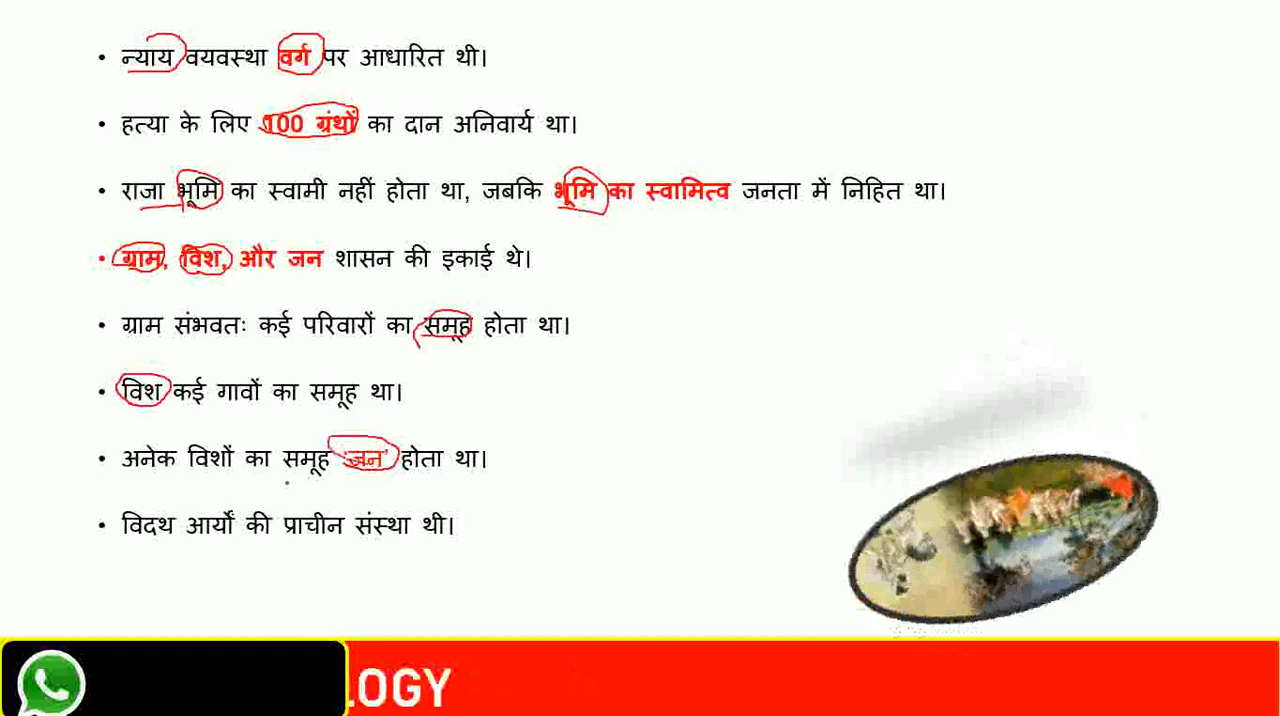 • न्याय वयवस्था वर्ग पर आधारित थी।
• हत्या के लिए 100 ग्रंथों का दान अनिवार्य था।
• राजा भूमि का स्वामी नहीं होता था, जबकि भूमि का स्वामित्व जनता में निहित था।
• ग्राम, विश, और जन शासन की इकाई थे।
• ग्राम संभवतः कई परिवारों का समूह होता था।
• विश कई गावों का समूह था।
• अनेक विशों का समूह 'जन' होता था।
• विदथ आर्यों की प्राचीन संस्था थी।
LOGY